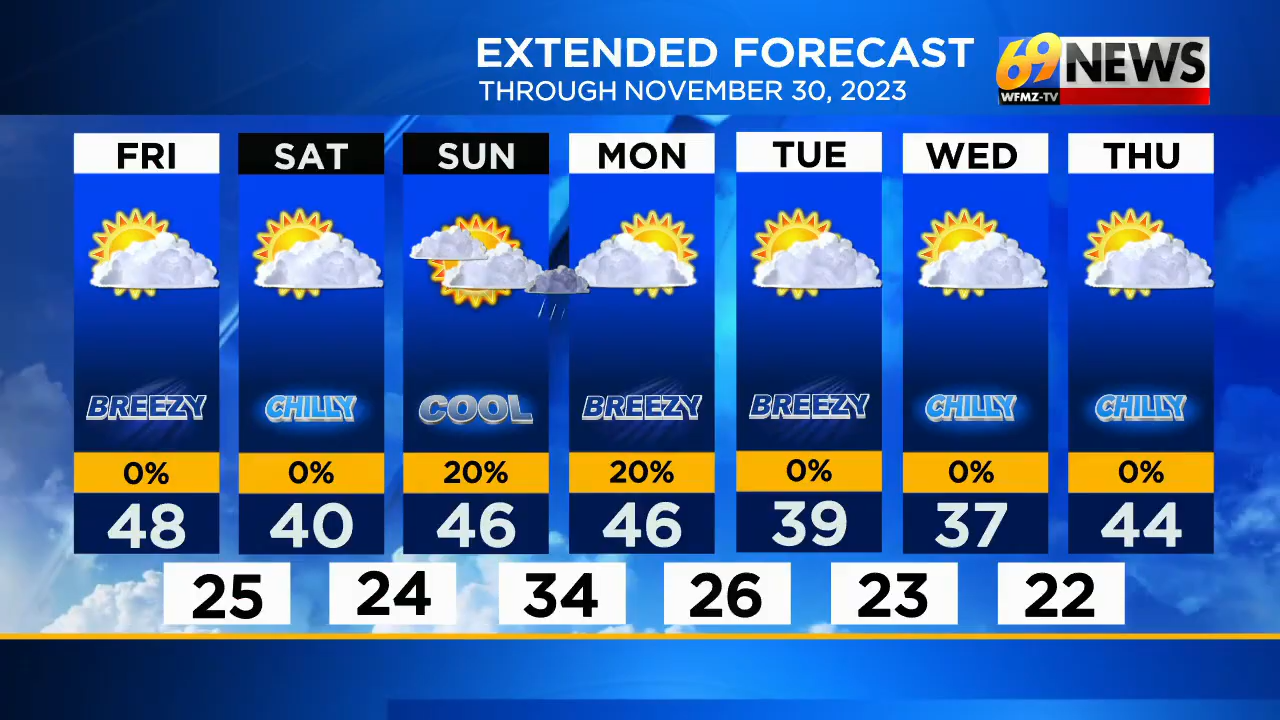 EXTENDED FORECAST
THROUGH NOVEMBER 30, 2023
69 NEWS
WFMZ-TV
FRI SAT SUN MON TUE WED THU
BREEZY CHILLY COOL BREEZY BREEZY CHILLY CHILLY
0% 0% 20% 20% 0% 0% 0%
48 40 46 46 39 37 44
25 24 34 26 23 22